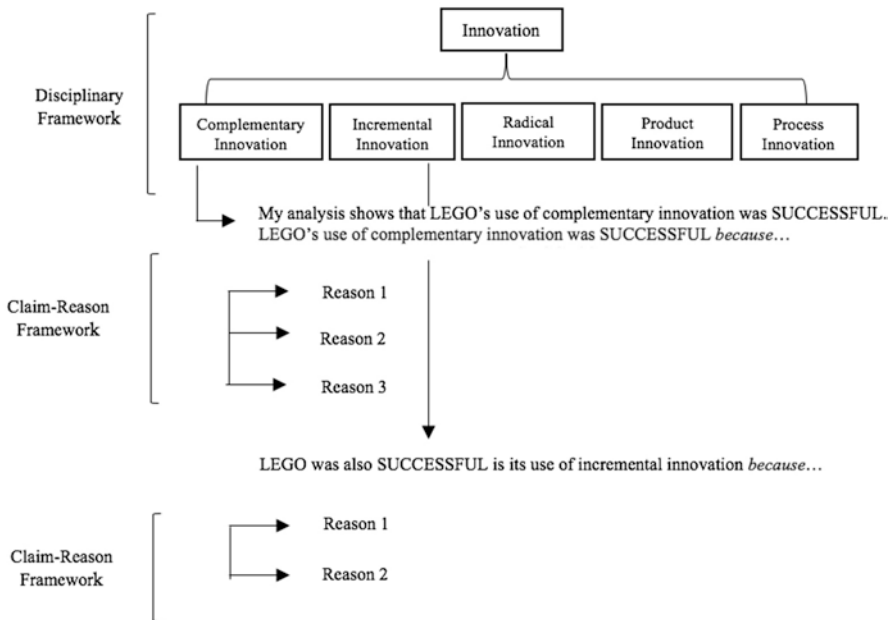 Innovation
Disciplinary
Framework
Complementary
Innovation
Incremental
Innovation
Radical
Innovation
Product
Innovation
Process
Innovation
My analysis shows that LEGO's use of complementary innovation was SUCCESSFUL..
LEGO's use of complementary innovation was SUCCESSFUL because…
Claim-Reason
Framework
Reason 1
Reason 2
Reason 3
LEGO was also SUCCESSFUL is its use of incremental innovation because…
Claim-Reason
Framework
Reason 1
Reason 2